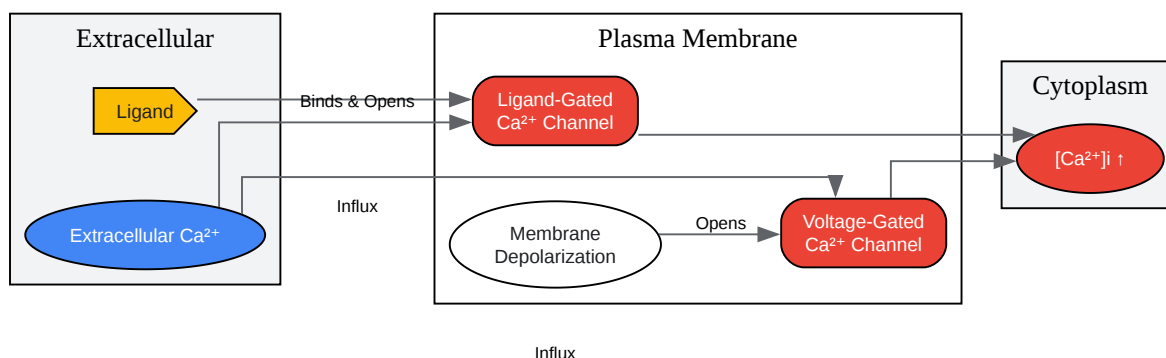 Extracellular
Plasma Membrane
Cytoplasm
Ligand
Binds & Opens
Ligand-Gated
Ca²⁺ Channel
[Ca²⁺]i ↑
Influx
Extracellular Ca²⁺
Membrane
Depolarization
Opens
Voltage-Gated
Ca²⁺ Channel
Influx